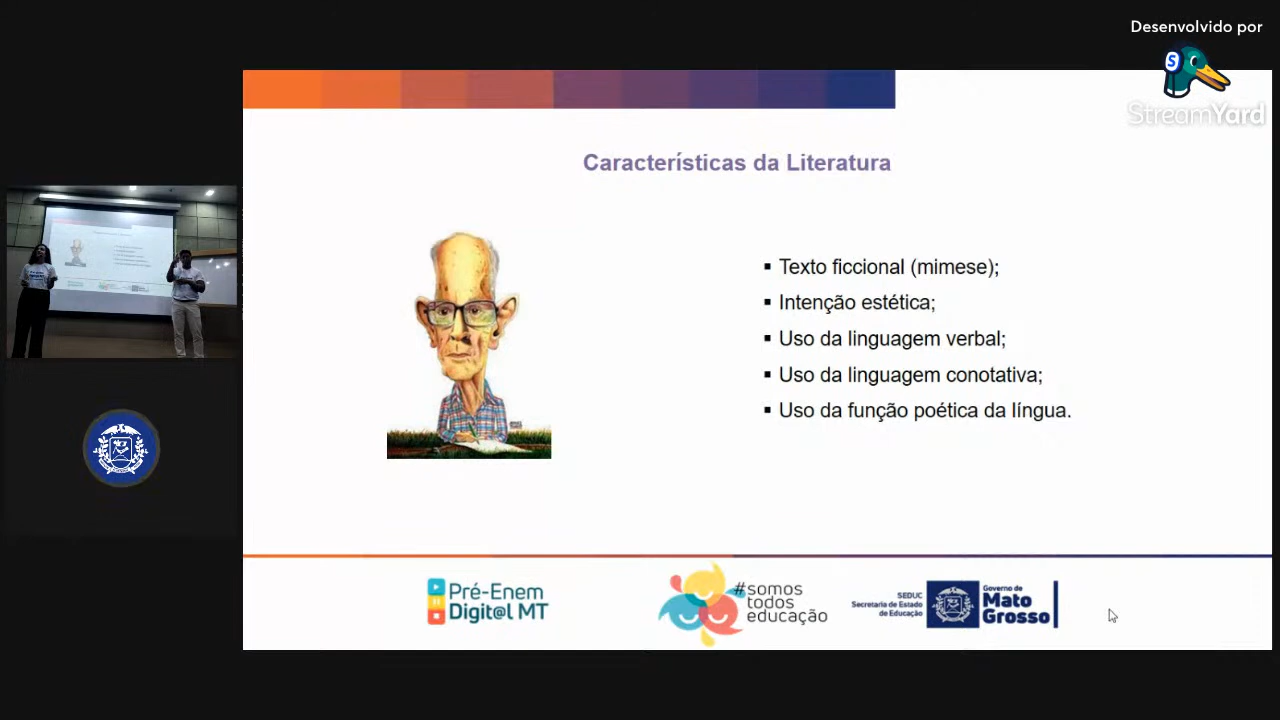 Desenvolvido por
StreamYard
Características da Literatura
▪ Texto ficcional (mimese);
▪ Intenção estética;
▪ Uso da linguagem verbal;
▪ Uso da linguagem conotativa;
▪ Uso da função poética da língua.
Pré-Enem
Digit@l MT
#somos
todos
educação
SEDUC
Secretaria de Estado
de Educação
Governo de
Mato
Grosso